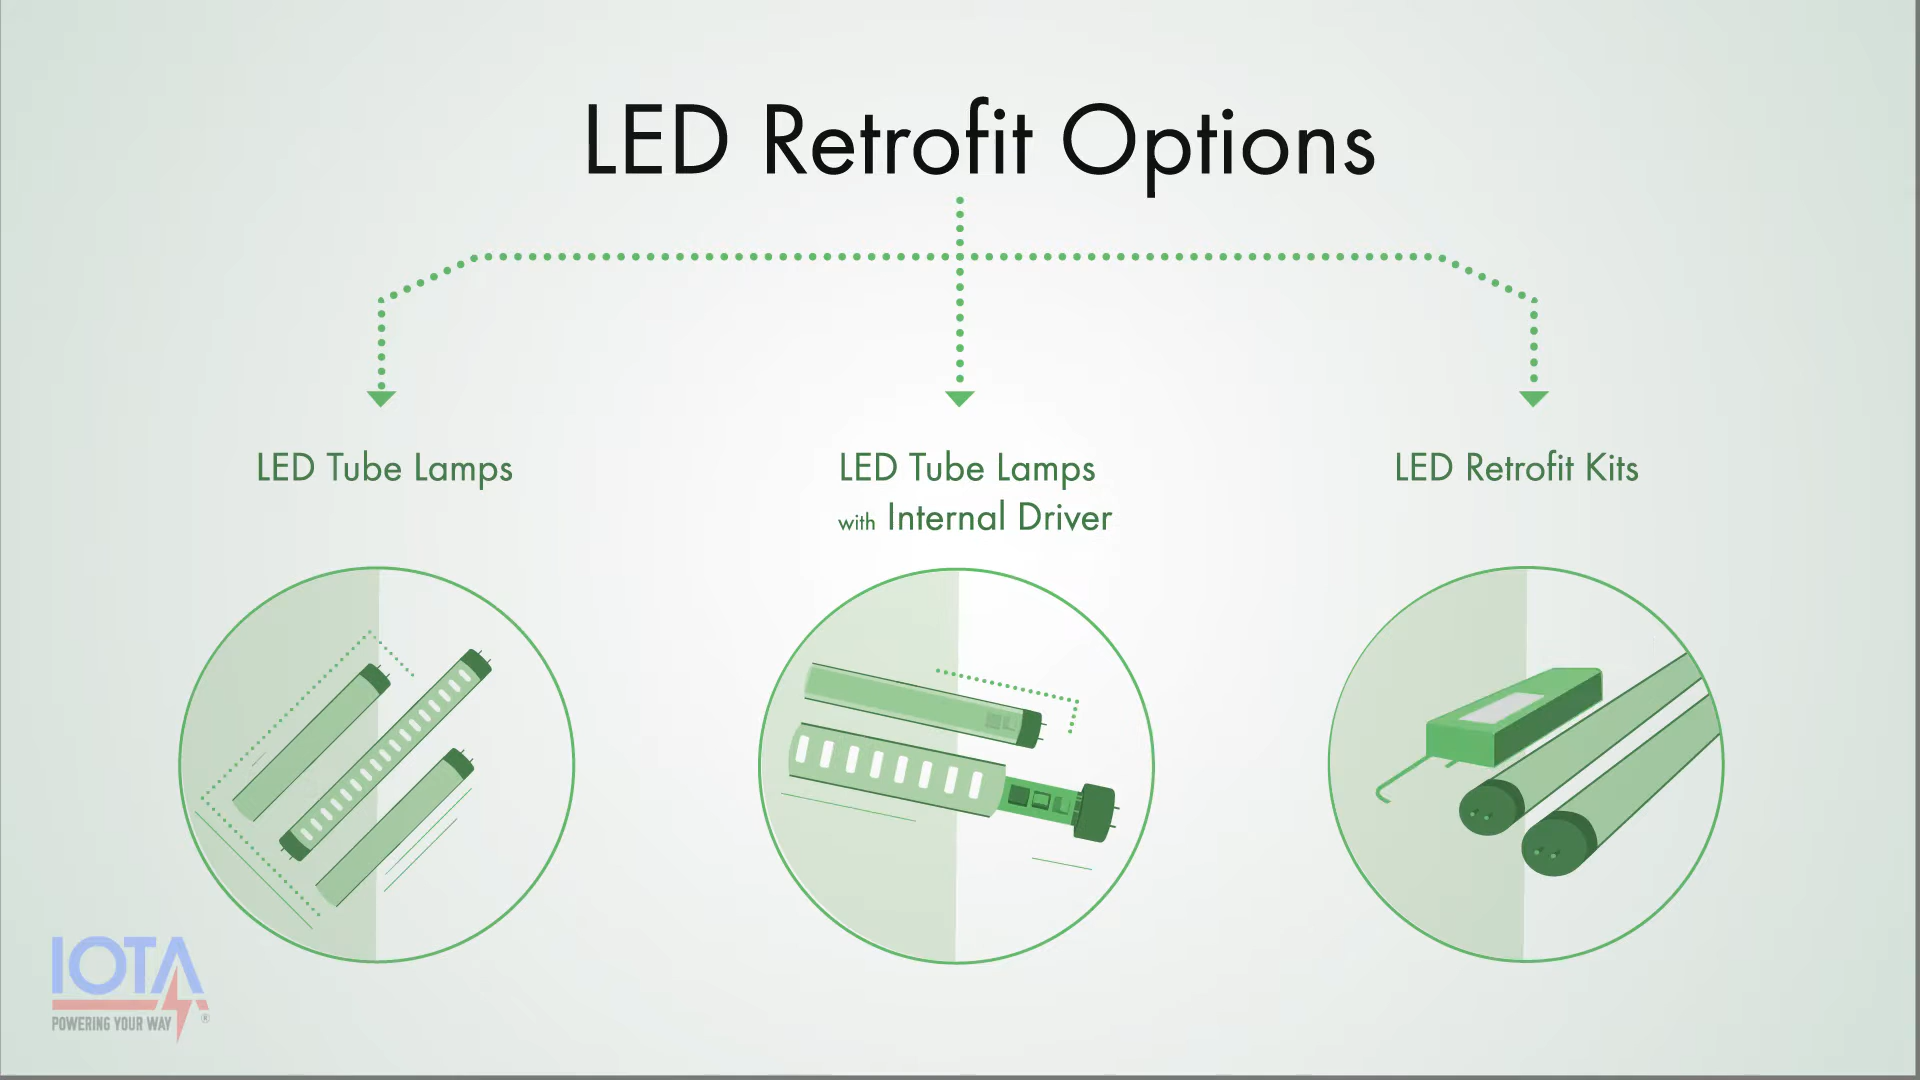 LED Retrofit Options
LED Tube Lamps
LED Tube Lamps
with Internal Driver
LED Retrofit Kits
IOTA
POWERING YOUR WAY ®